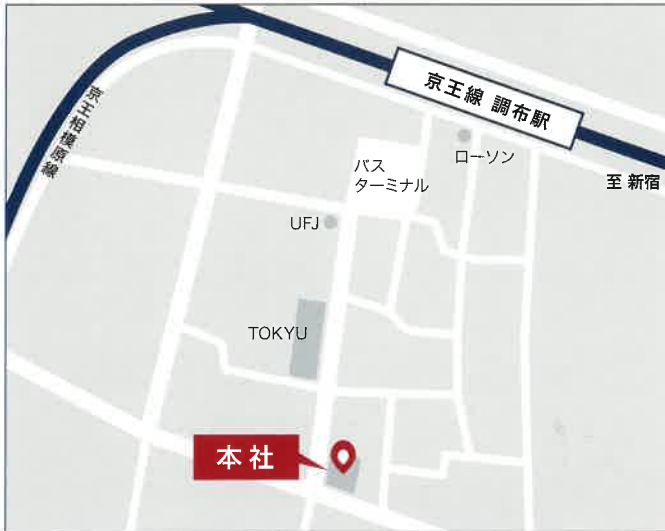 京王線 調布駅
京王相模原線
ローソン
バス
ターミナル
至 新宿
UFJ
TOKYU
本社